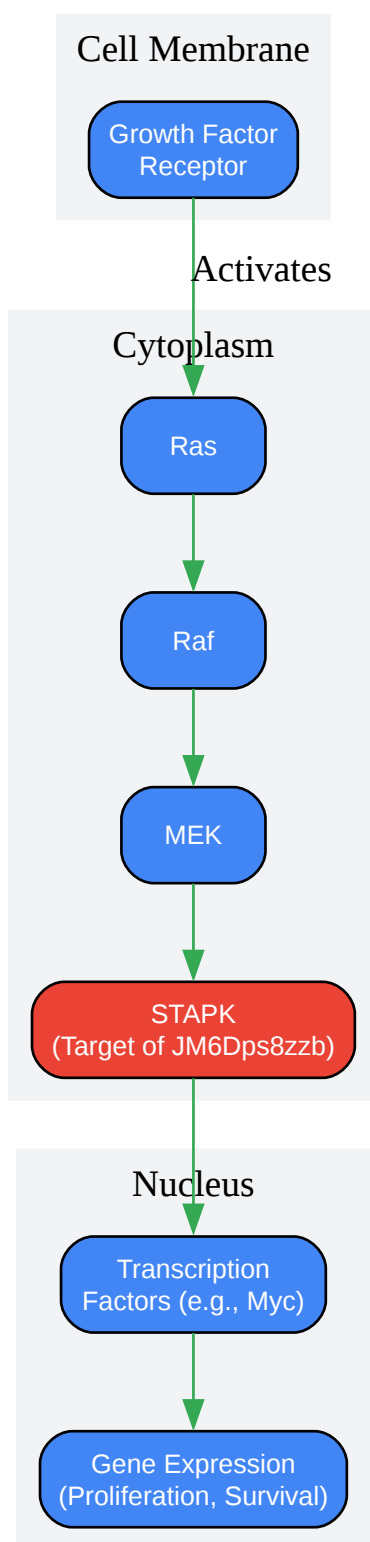 Cell Membrane
Growth Factor
Receptor
Activates
Cytoplasm
Ras
Raf
MEK
STAPK
(Target of JM6Dps8zzb)
Nucleus
Transcription
Factors (e.g., Myc)
Gene Expression
(Proliferation, Survival)